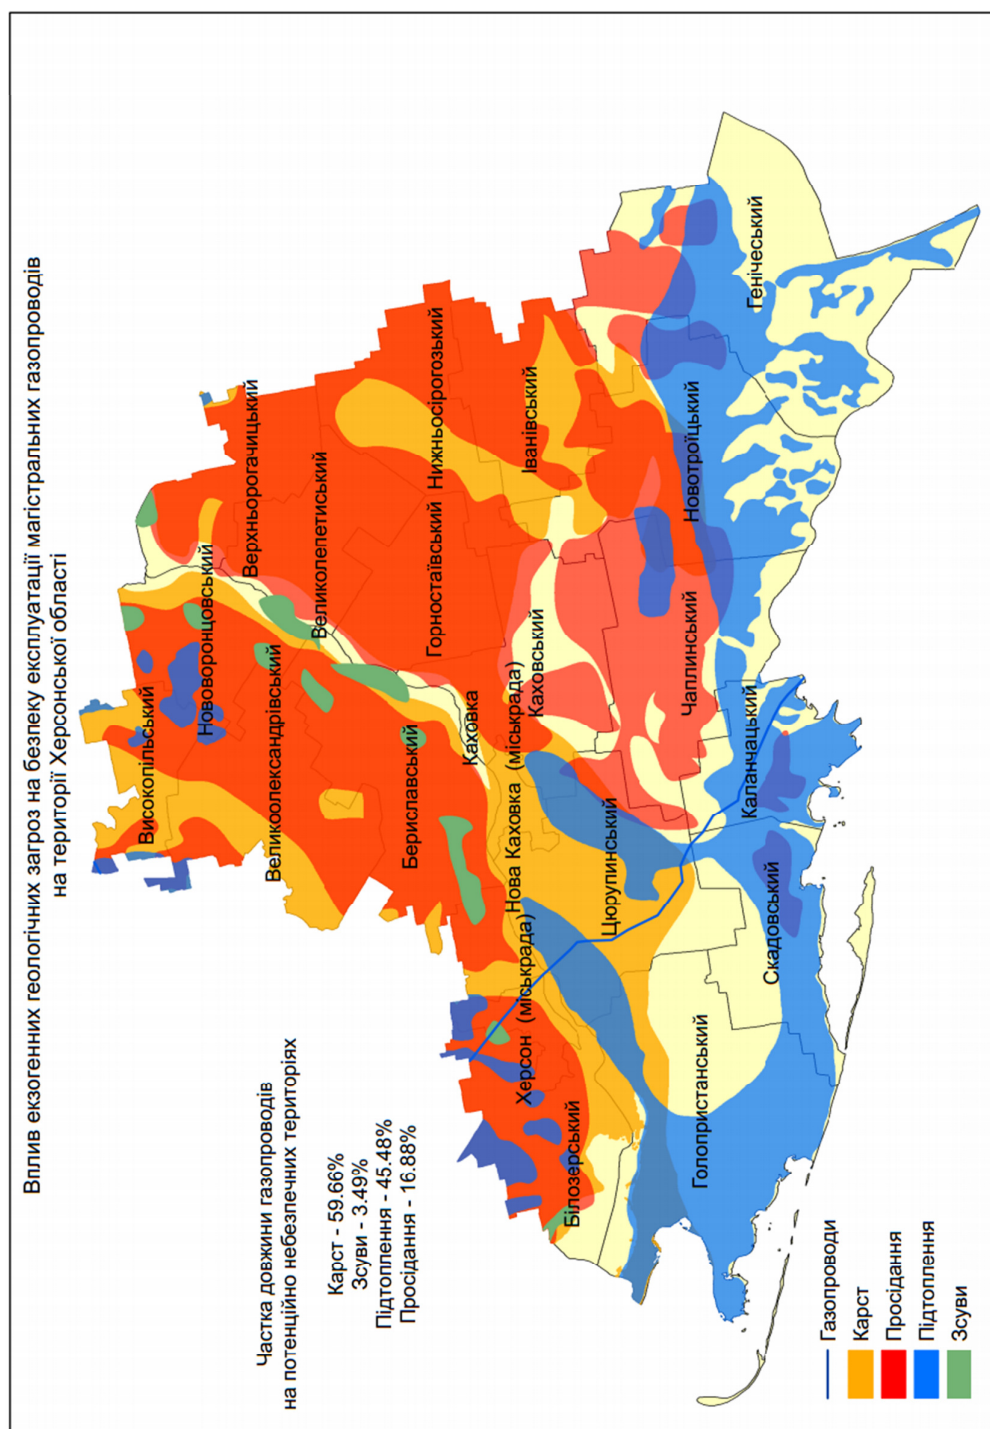 Вплив екзогенних геологічних загроз на безпеку експлуатації магістральних газопроводів
на території Херсонської області
Частка довжини газопроводів
на потенційно небезпечних територіях
Карст - 59.66%
Зсуви - 3.49%
Підтоплення - 45.48%
Просідання - 16.88%
Високопільський
Нововоронцовський
Верхньорогачицький
Великоолександрівський
Великолепетиський
Бериславський
Горностаївський
Нижньосірогозький
Каховка
Нова Каховка (міськрада)
Каховський
Іванівський
Херсон (міськрада)
Білозерський
Цюрупинський
Чаплинський
Новотроїцький
Генічеський
Голопристанський
Скадовський
Каланчацький
Газопроводи
Карст
Просідання
Підтоплення
Зсуви